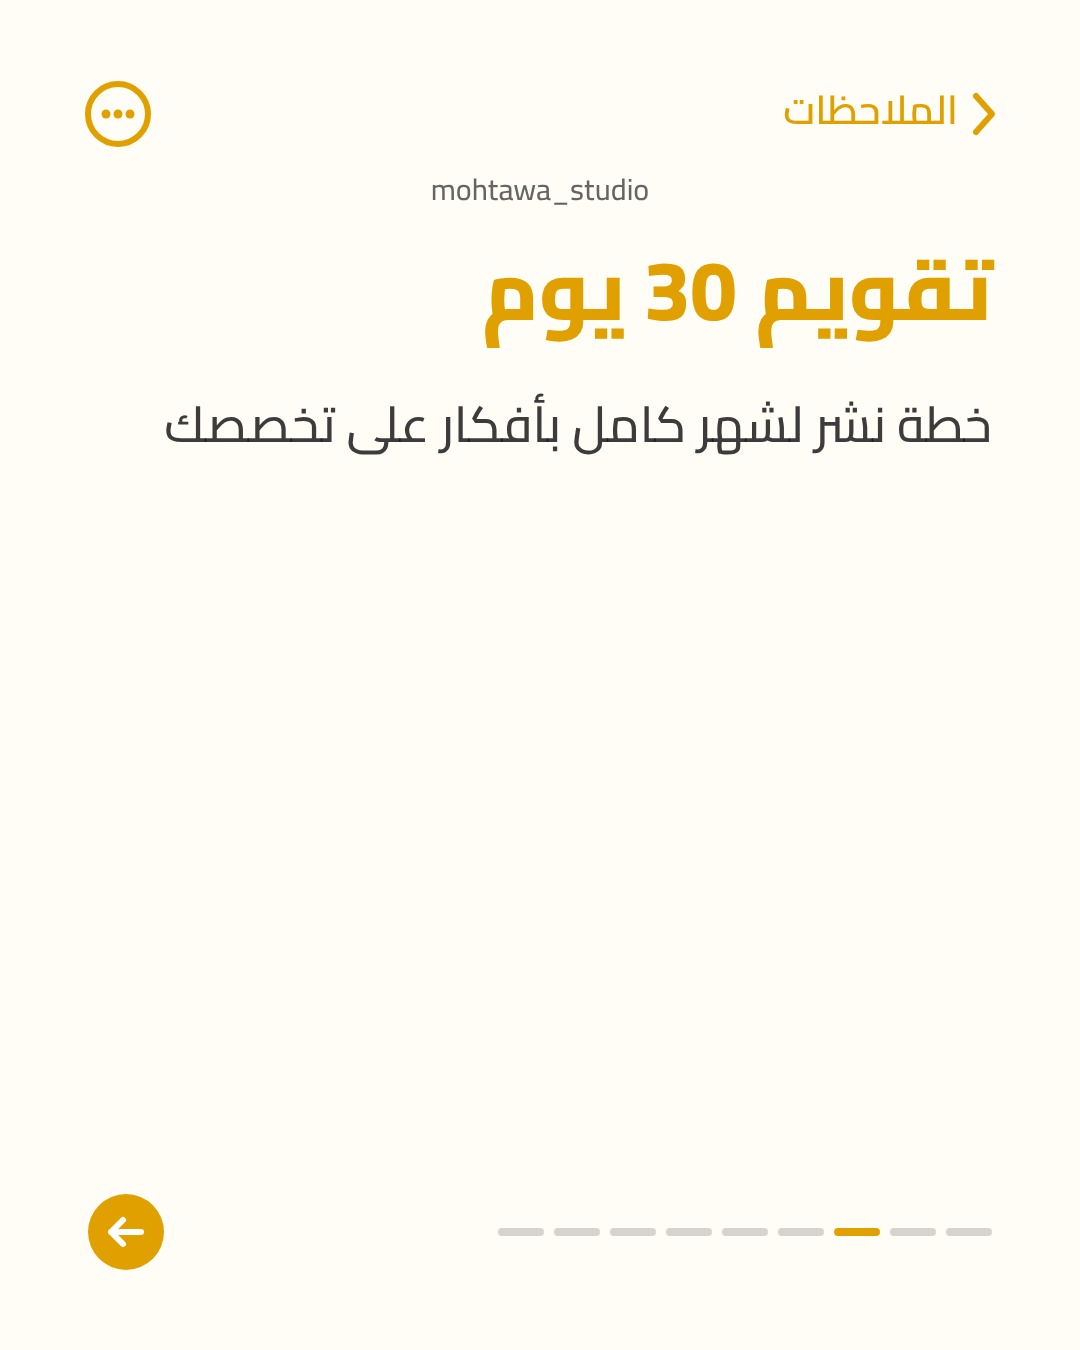 الملاحظات
mohtawa_studio
تقويم 30 يوم
خطة نشر لشهر كامل بأفكار على تخصصك